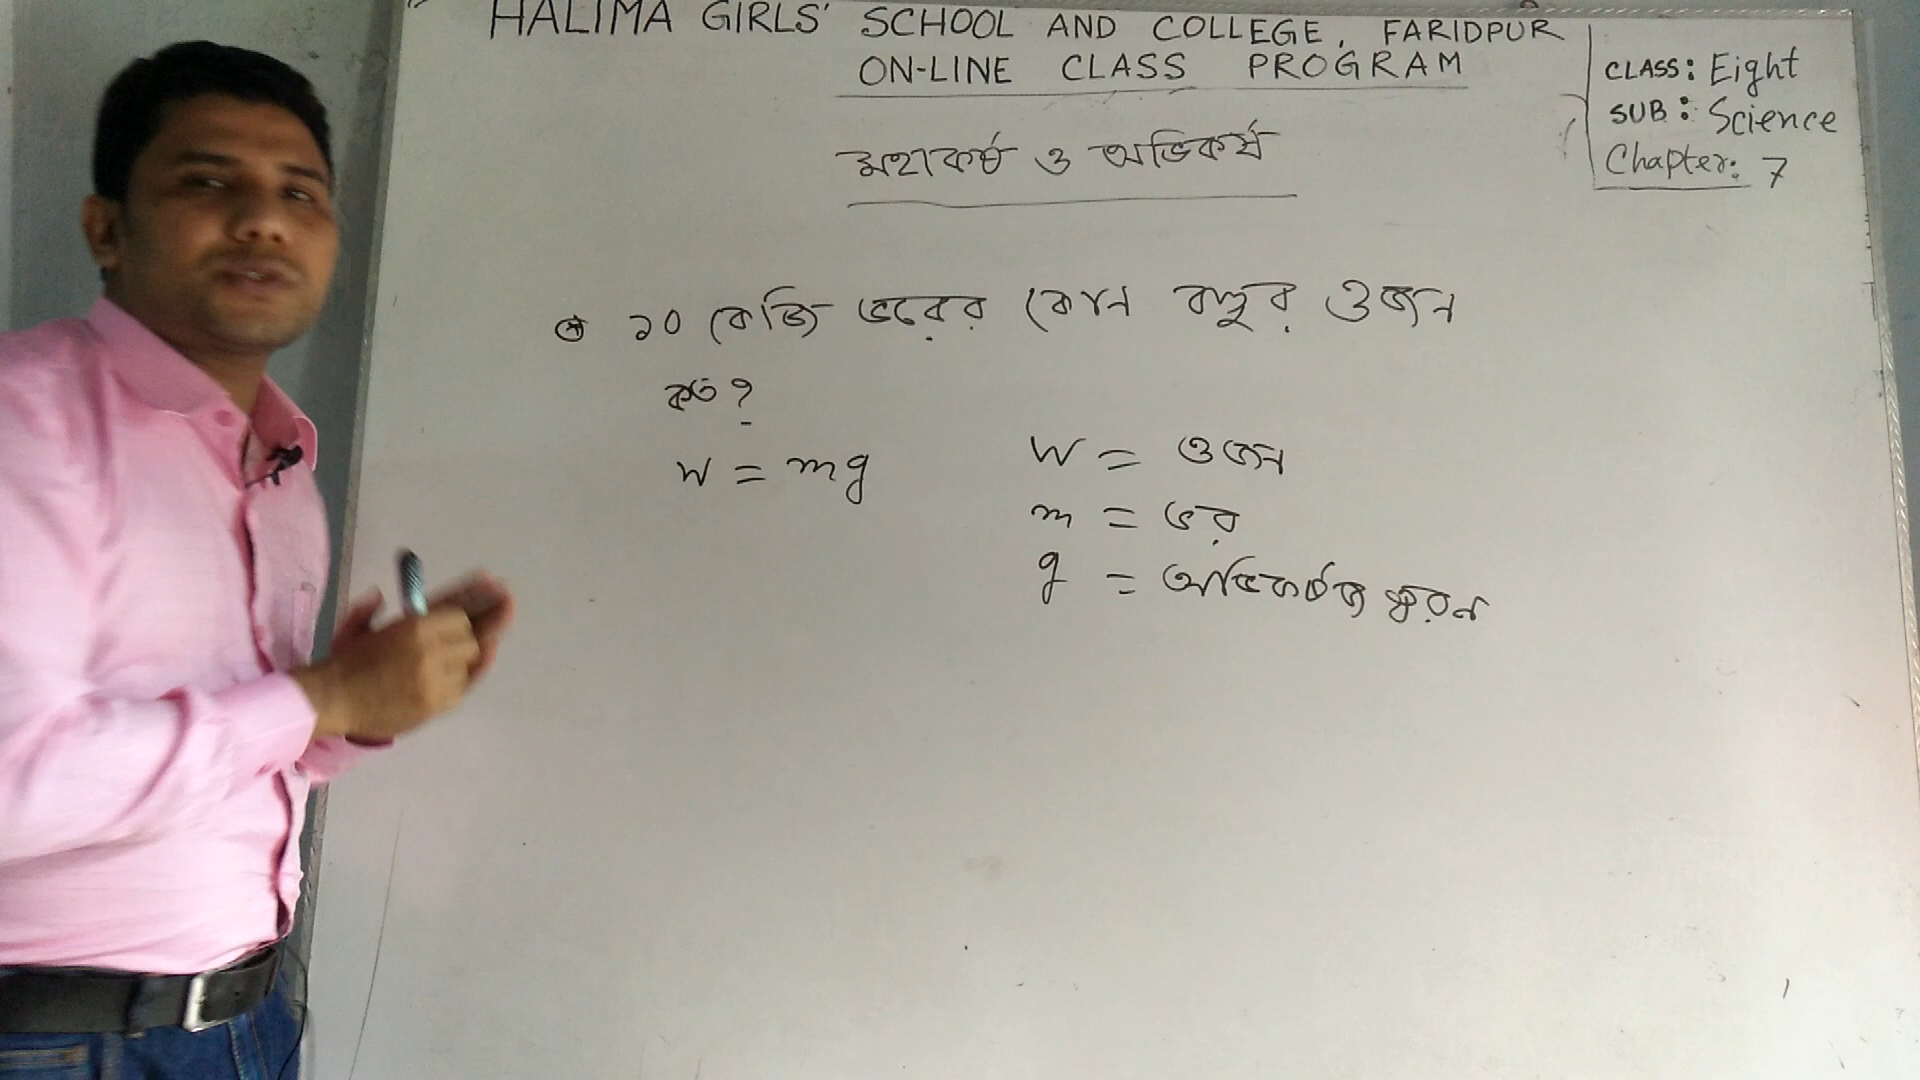 HALIMA GIRLS' SCHOOL AND COLLEGE, FARIDPUR
ON-LINE CLASS PROGRAM
CLASS: Eight
SUB: Science
Chapter: 7
মহাকর্ষ ও অভিকর্ষ
১০ কেজি ভরের কোন বস্তুর ওজন
কত?
W = mg
W = ওজন
m = ভর
g = অভিকর্ষজ ত্বরন